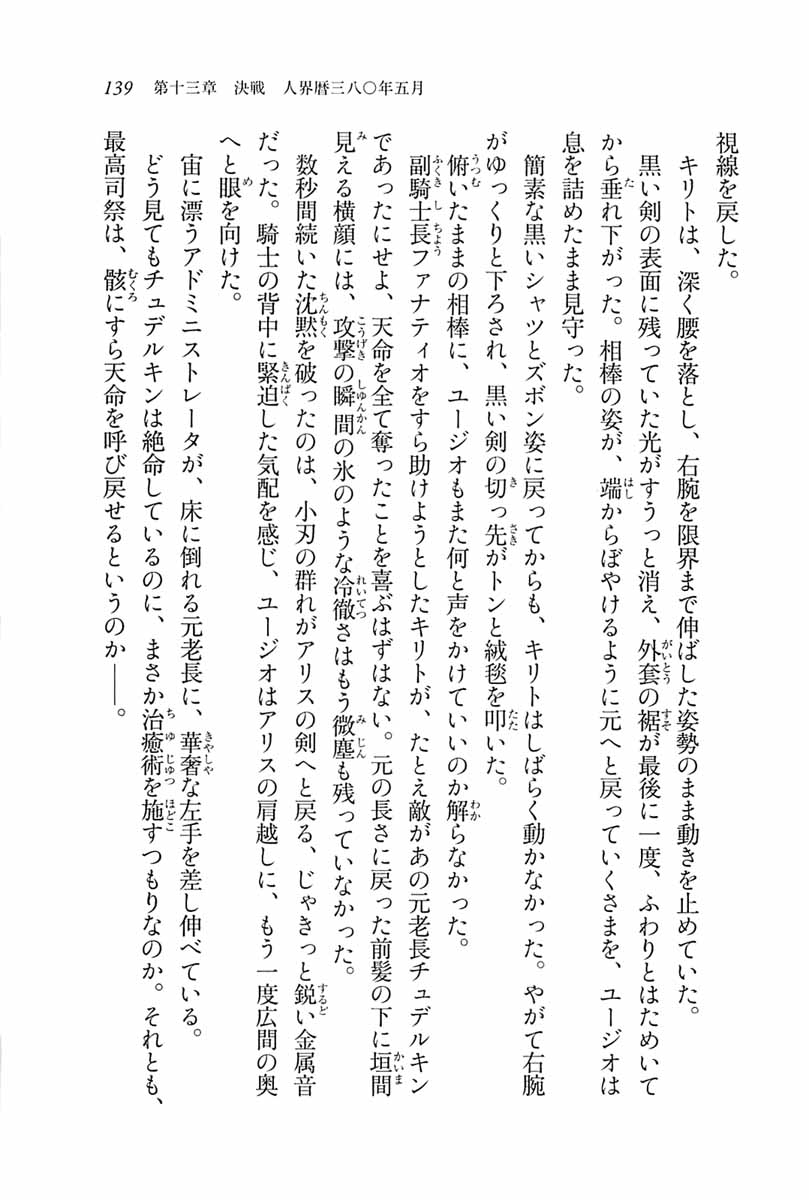 139　第十三章　決戦　人界暦三八〇年五月
視線を戻した。
　キリトは、深く腰を落とし、右腕を限界まで伸ばした姿勢のまま動きを止めていた。
　黒い剣の表面に残っていた光がすうっと消え、外套の裾が最後に一度、ふわりとはためいて
から垂れ下がった。相棒の姿が、端からぼやけるように元へと戻っていくさまを、ユージオは
息を詰めたまま見守った。
　簡素な黒いシャツとズボン姿に戻ってからも、キリトはしばらく動かなかった。やがて右腕
がゆっくりと下ろされ、黒い剣の切っ先がトンと絨毯を叩いた。
　俯いたままの相棒に、ユージオもまた何と声をかけていいのか解らなかった。
　副騎士長ファナティオをすら助けようとしたキリトが、たとえ敵があの元老長チュデルキン
であったにせよ、天命を全て奪ったことを喜ぶはずはない。元の長さに戻った前髪の下に垣間
見える横顔には、攻撃の瞬間の氷のような冷徹さはもう微塵も残っていなかった。
　数秒間続いた沈黙を破ったのは、小刃の群れがアリスの剣へと戻る、じゃきっと鋭い金属音
だった。騎士の背中に緊迫した気配を感じ、ユージオはアリスの肩越しに、もう一度広間の奥
へと眼を向けた。
　宙に漂うアドミニストレータが、床に倒れる元老長に、華奢な左手を差し伸べている。
　どう見てもチュデルキンは絶命しているのに、まさか治癒術を施すつもりなのか。それとも、
最高司祭は、骸にすら天命を呼び戻せるというのか――。